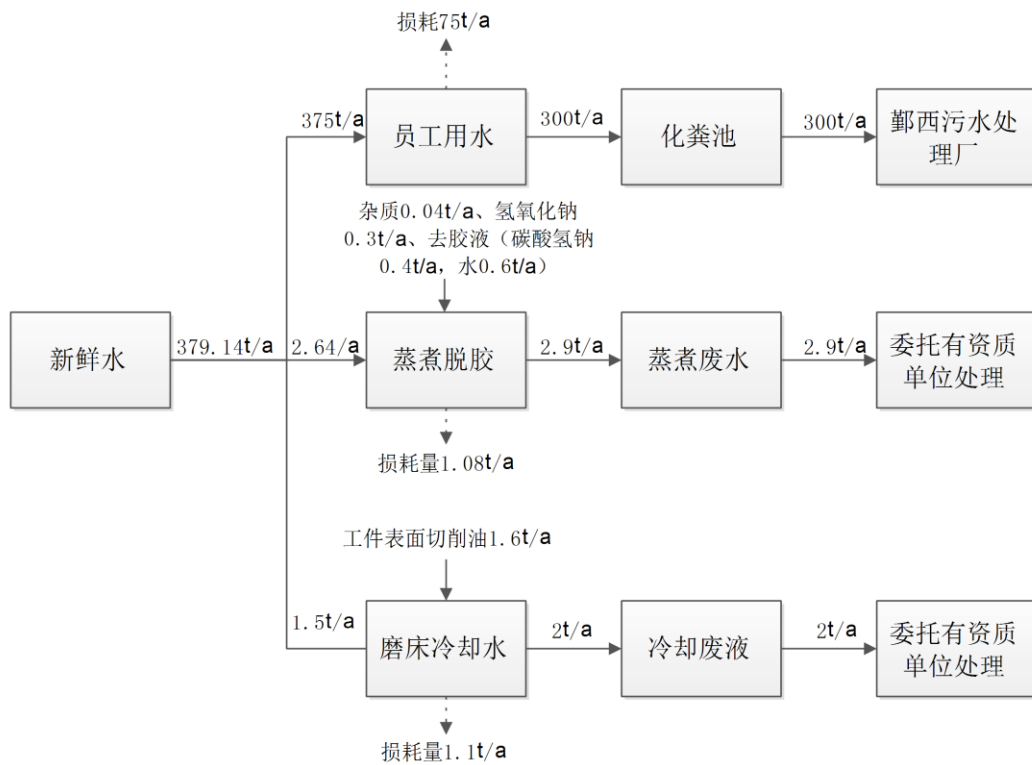 损耗75t/a
375t/a
员工用水
300t/a
化粪池
300t/a
鄞西污水处
理厂
杂质0.04t/a、氢氧化钠
0.3t/a、去胶液（碳酸氢钠
0.4t/a，水0.6t/a）
新鲜水
379.14t/a
2.64/a
蒸煮脱胶
2.9t/a
蒸煮废水
2.9t/a
委托有资质
单位处理
损耗量1.08t/a
工件表面切削油1.6t/a
1.5t/a
磨床冷却水
2t/a
冷却废液
2t/a
委托有资质
单位处理
损耗量1.1t/a